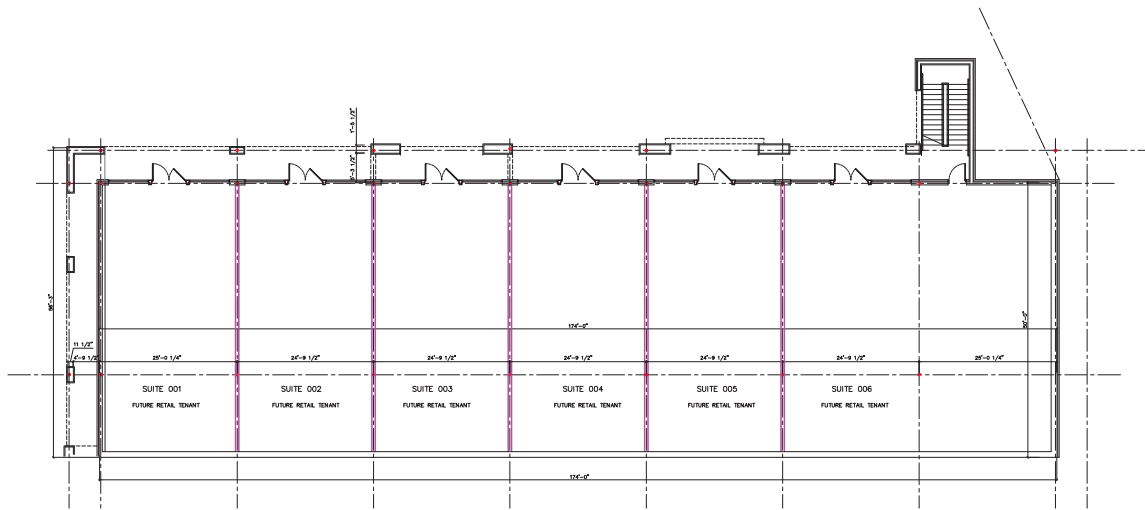 1'-6 1/2"
5'-3 1/2"
56'-3"
50'-0"
174'-0"
11 1/2"
4'-9 1/2" 25'-0 1/4" 24'-9 1/2" 24'-9 1/2" 24'-9 1/2" 24'-9 1/2" 24'-9 1/2" 25'-0 1/4"
SUITE 001 SUITE 002 SUITE 003 SUITE 004 SUITE 005 SUITE 006
FUTURE RETAIL TENANT FUTURE RETAIL TENANT FUTURE RETAIL TENANT FUTURE RETAIL TENANT FUTURE RETAIL TENANT FUTURE RETAIL TENANT
174'-0"